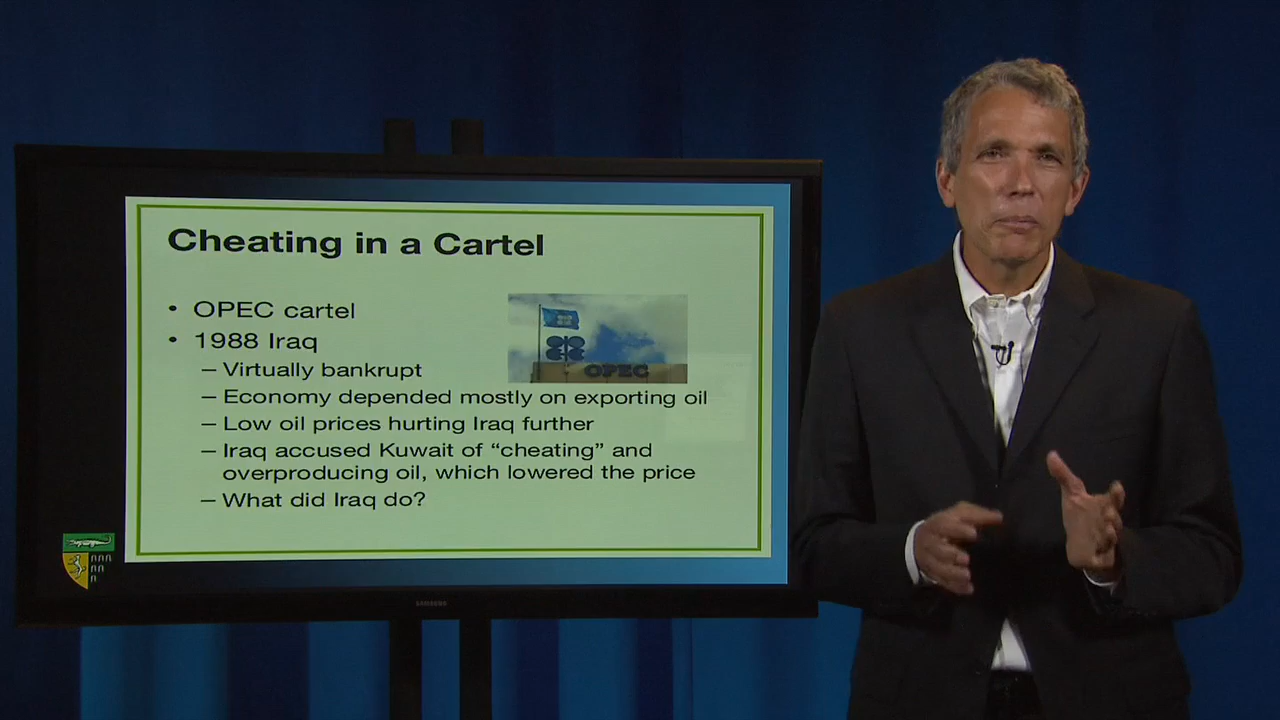 Cheating in a Cartel
• OPEC cartel
• 1988 Iraq
– Virtually bankrupt
– Economy depended mostly on exporting oil
– Low oil prices hurting Iraq further
– Iraq accused Kuwait of “cheating” and
overproducing oil, which lowered the price
– What did Iraq do?
OPEC
SAMSUNG